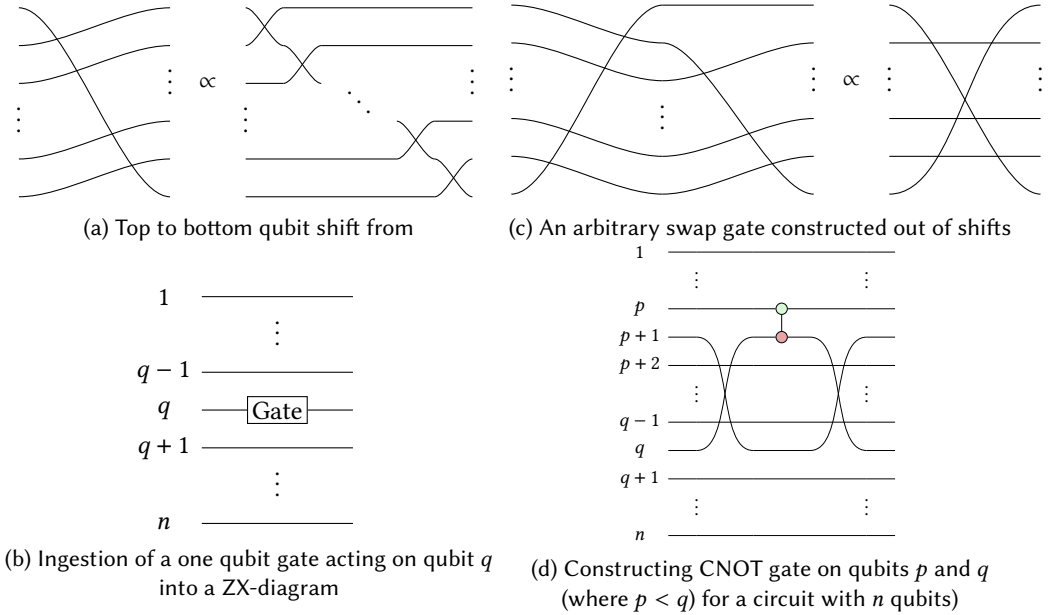 ∝
(a) Top to bottom qubit shift from
∝
(c) An arbitrary swap gate constructed out of shifts
1
q − 1
q Gate
q + 1
n
(b) Ingestion of a one qubit gate acting on qubit q
into a ZX-diagram
1
p
p + 1
p + 2
q − 1
q
q + 1
n
(d) Constructing CNOT gate on qubits p and q
(where p < q) for a circuit with n qubits)